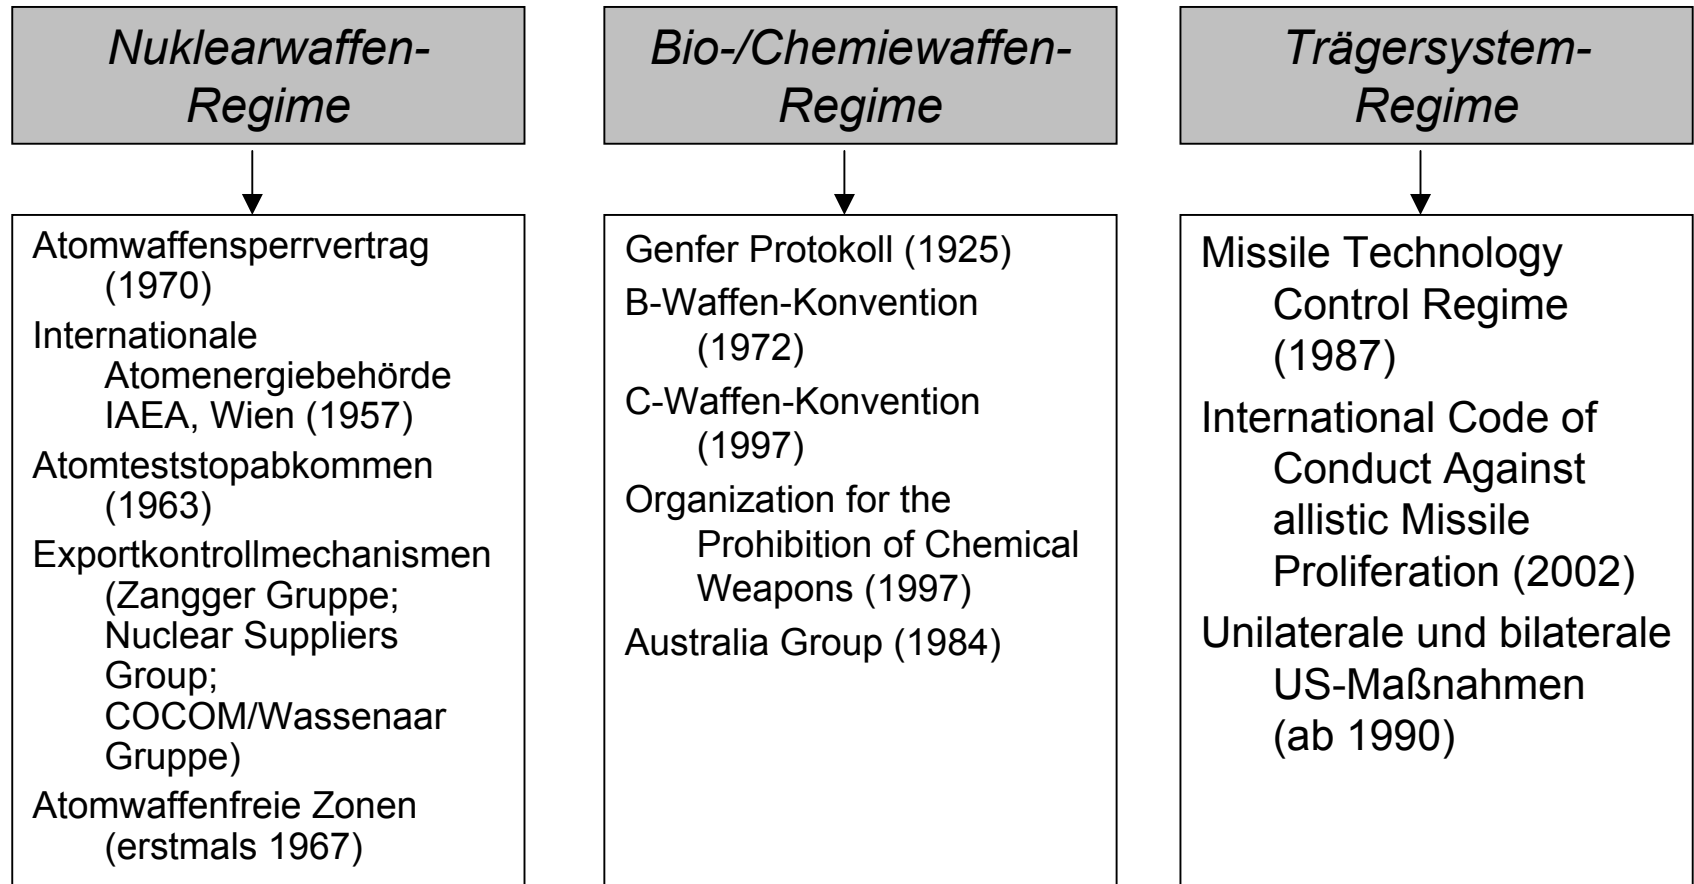 Nuklearwaffen-
Regime
Atomwaffensperrvertrag
(1970)
Internationale
Atomenergiebehörde
IAEA, Wien (1957)
Atomteststopabkommen
(1963)
Exportkontrollmechanismen
(Zangger Gruppe;
Nuclear Suppliers
Group;
COCOM/Wassenaar
Gruppe)
Atomwaffenfreie Zonen
(erstmals 1967)
Bio-/Chemiewaffen-
Regime
Genfer Protokoll (1925)
B-Waffen-Konvention
(1972)
C-Waffen-Konvention
(1997)
Organization for the
Prohibition of Chemical
Weapons (1997)
Australia Group (1984)
Trägersystem-
Regime
Missile Technology
Control Regime
(1987)
International Code of
Conduct Against
allistic Missile
Proliferation (2002)
Unilaterale und bilaterale
US-Maßnahmen
(ab 1990)